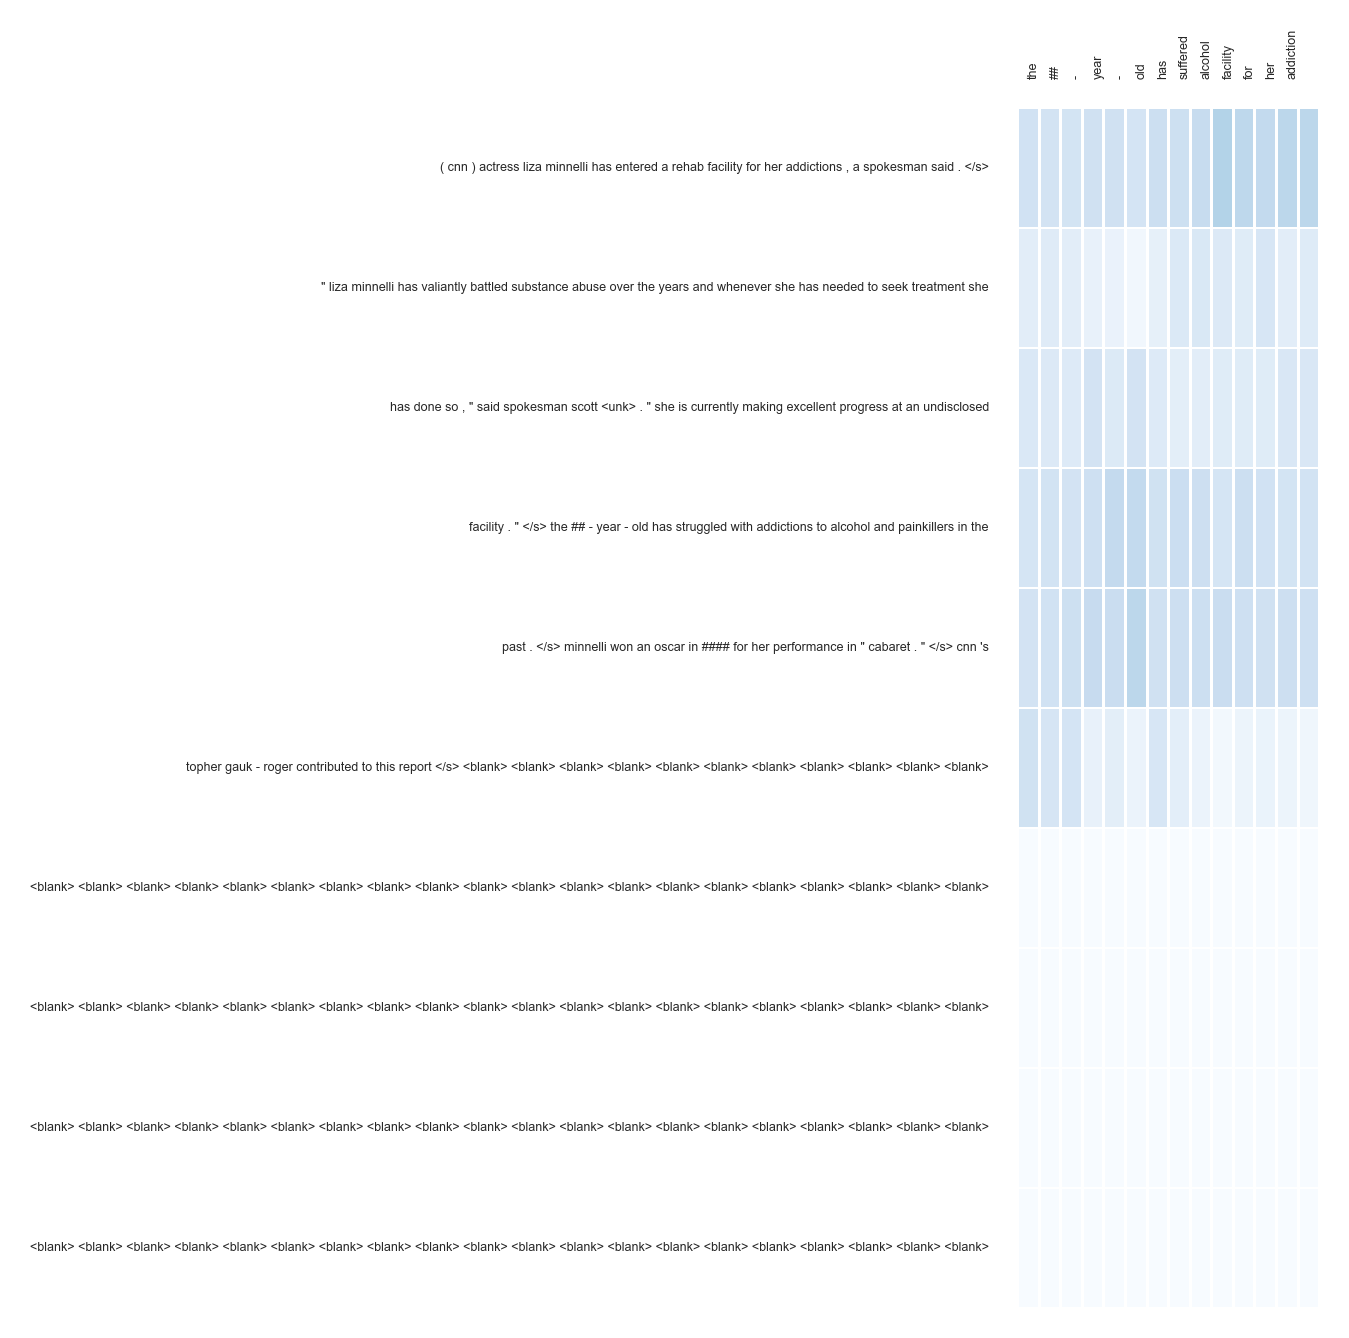 the
##
-
year
-
old
has
suffered
alcohol
facility
for
her
addiction
( cnn ) actress liza minnelli has entered a rehab facility for her addictions , a spokesman said . </s>
" liza minnelli has valiantly battled substance abuse over the years and whenever she has needed to seek treatment she
has done so , " said spokesman scott <unk> . " she is currently making excellent progress at an undisclosed
facility . " </s> the ## - year - old has struggled with addictions to alcohol and painkillers in the
past . </s> minnelli won an oscar in #### for her performance in " cabaret . " </s> cnn 's
topher gauk - roger contributed to this report </s> <blank> <blank> <blank> <blank> <blank> <blank> <blank> <blank> <blank> <blank> <blank>
<blank> <blank> <blank> <blank> <blank> <blank> <blank> <blank> <blank> <blank> <blank> <blank> <blank> <blank> <blank> <blank> <blank> <blank> <blank> <blank>
<blank> <blank> <blank> <blank> <blank> <blank> <blank> <blank> <blank> <blank> <blank> <blank> <blank> <blank> <blank> <blank> <blank> <blank> <blank> <blank>
<blank> <blank> <blank> <blank> <blank> <blank> <blank> <blank> <blank> <blank> <blank> <blank> <blank> <blank> <blank> <blank> <blank> <blank> <blank> <blank>
<blank> <blank> <blank> <blank> <blank> <blank> <blank> <blank> <blank> <blank> <blank> <blank> <blank> <blank> <blank> <blank> <blank> <blank> <blank> <blank>